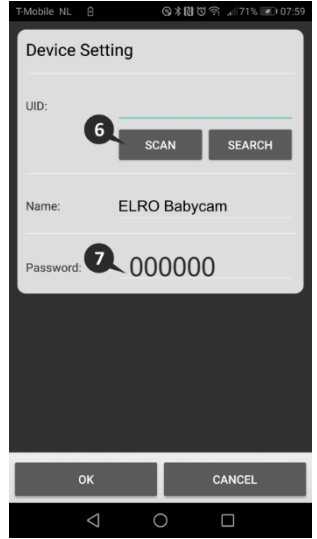 T-Mobile NL 71% 07:59
Device Setting
UID:
6
SCAN SEARCH
Name: ELRO Babycam
Password: 7 000000
OK CANCEL